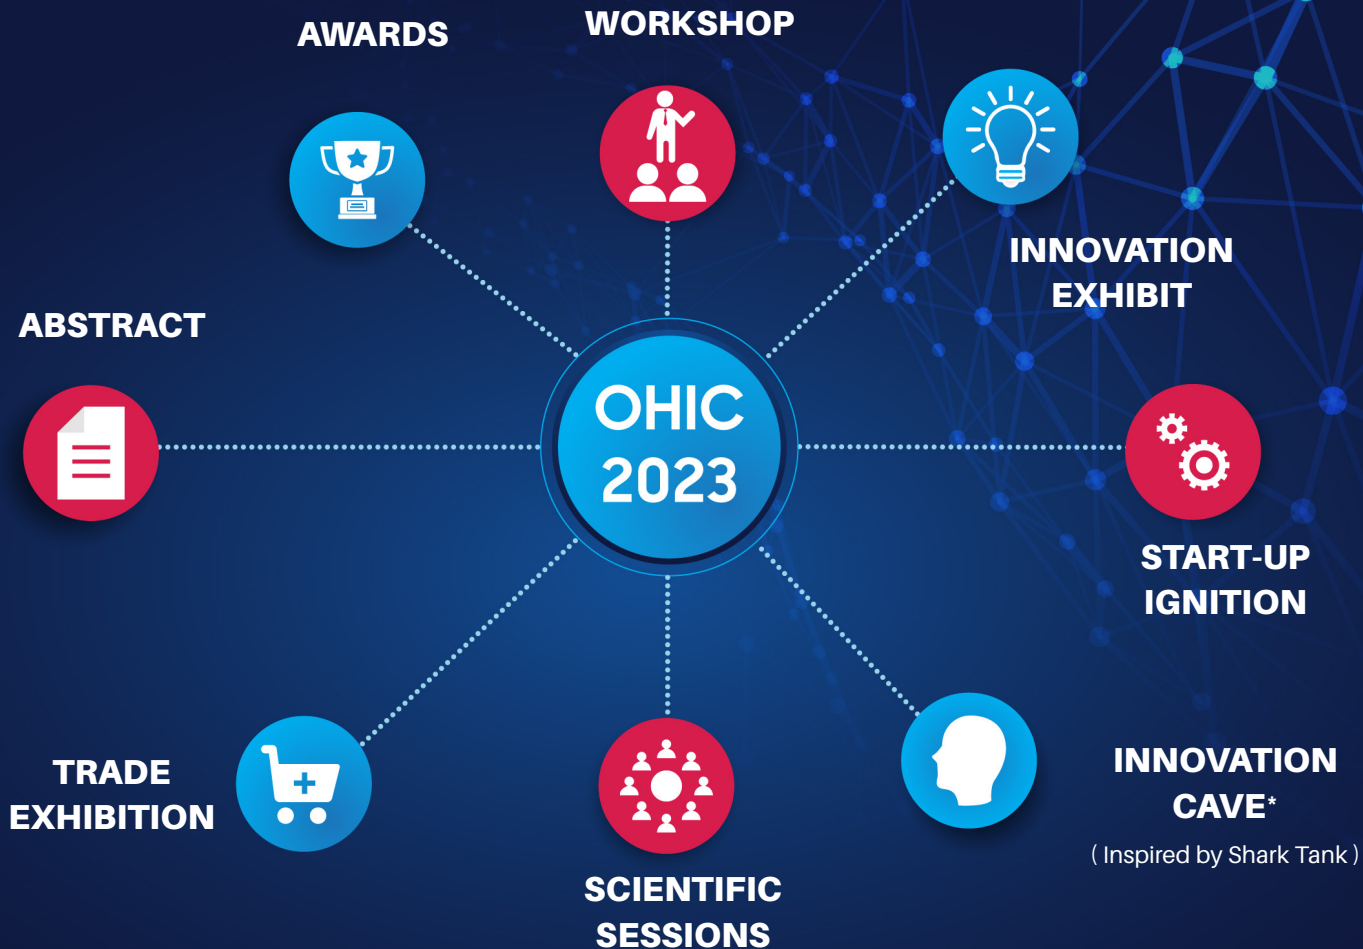 AWARDS
WORKSHOP
INNOVATION
EXHIBIT
ABSTRACT
OHIC
2023
START-UP
IGNITION
TRADE
EXHIBITION
SCIENTIFIC
SESSIONS
INNOVATION
CAVE*
( Inspired by Shark Tank )